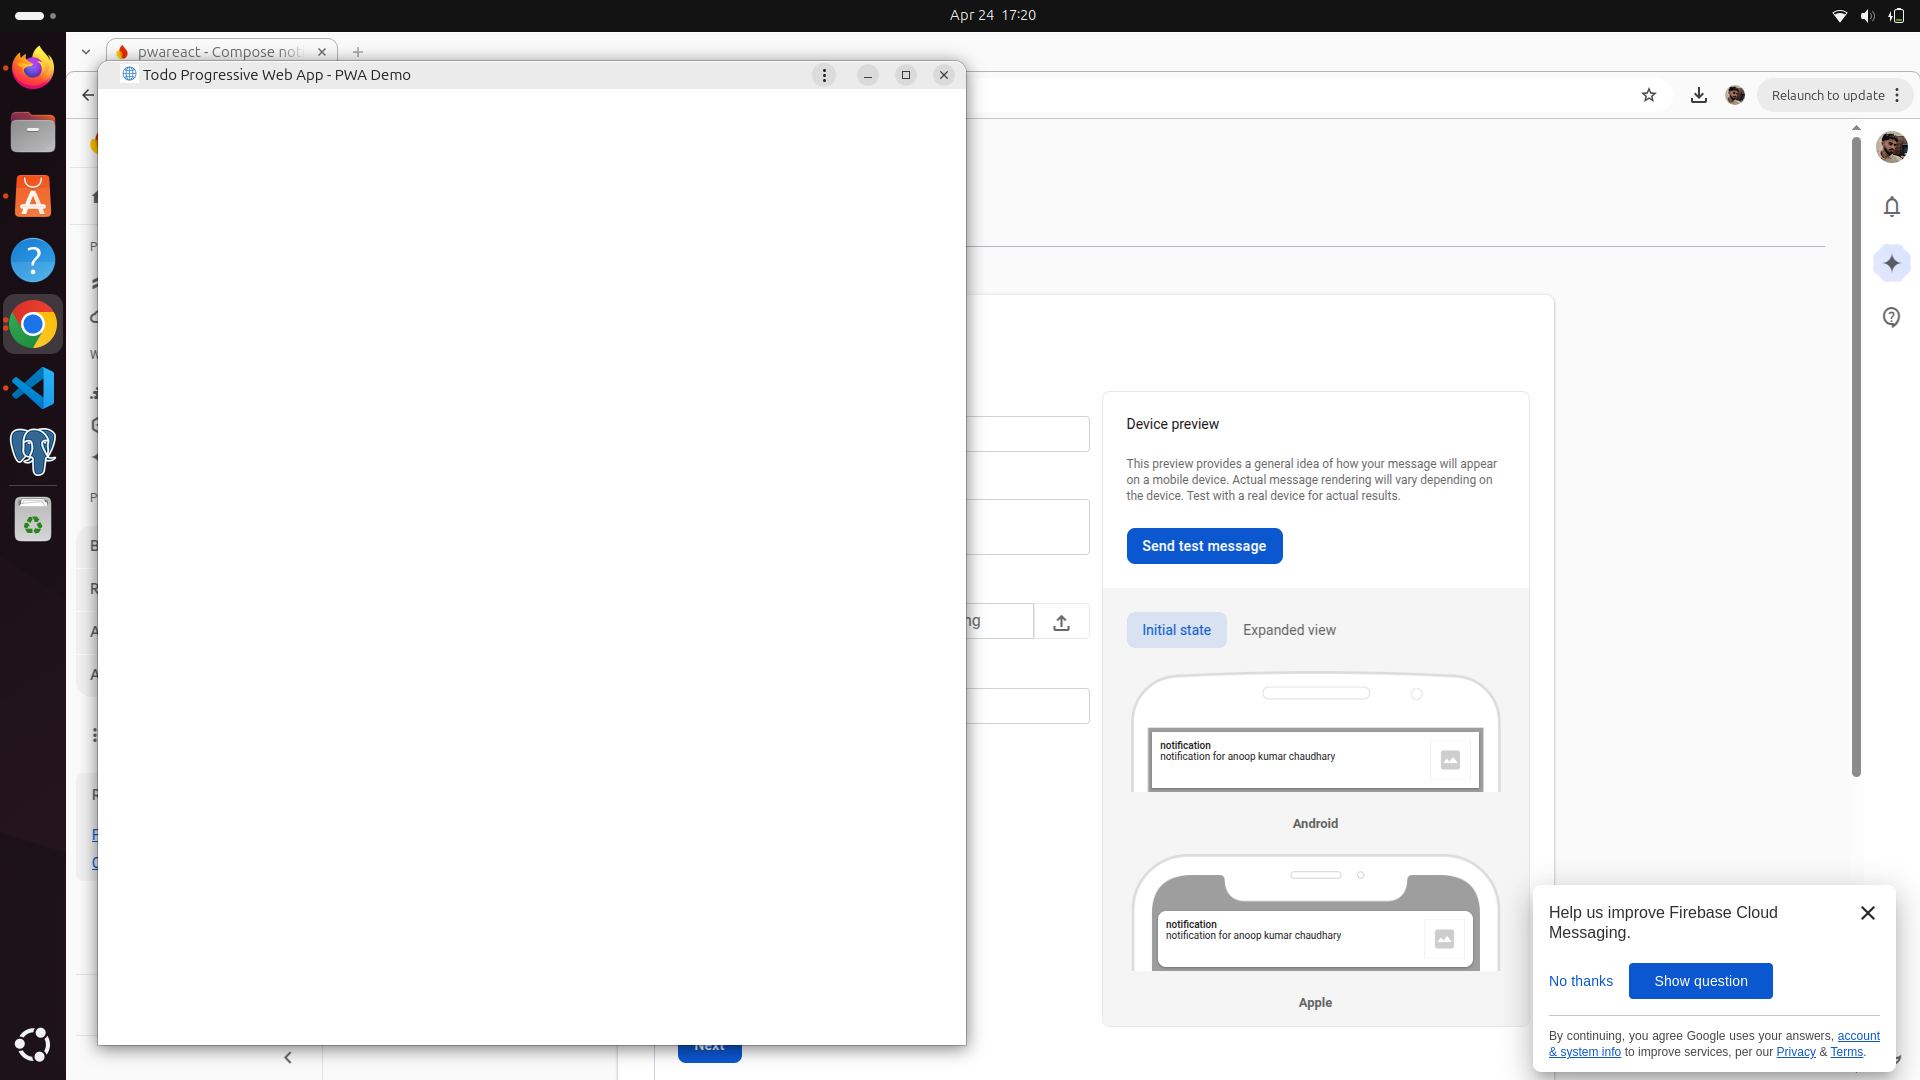 Apr 24 17:20
pwareact - Compose noti
Todo Progressive Web App - PWA Demo
Relaunch to update
Device preview
This preview provides a general idea of how your message will appear
on a mobile device. Actual message rendering will vary depending on
the device. Test with a real device for actual results.
Send test message
ng
Initial state Expanded view
notification
notification for anoop kumar chaudhary
Android
notification
notification for anoop kumar chaudhary
Apple
Next
Help us improve Firebase Cloud
Messaging.
No thanks Show question
By continuing, you agree Google uses your answers, account
& system info to improve services, per our Privacy & Terms.